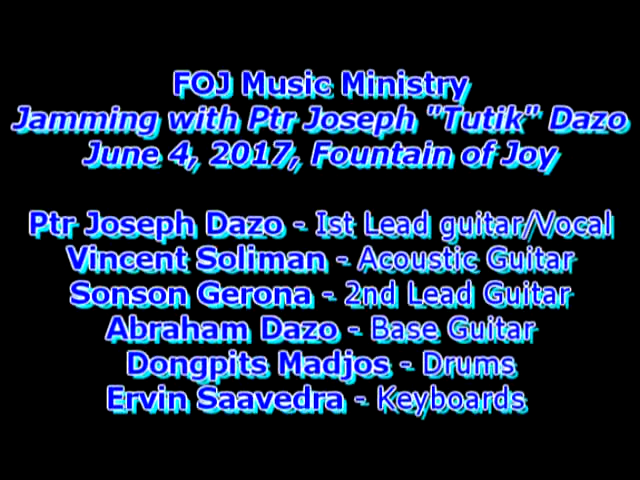 FOJ Music Ministry
Jamming with Ptr Joseph "Tutik" Dazo
June 4, 2017, Fountain of Joy
Ptr Joseph Dazo - Ist Lead guitar/Vocal
Vincent Soliman - Acoustic Guitar
Sonson Gerona - 2nd Lead Guitar
Abraham Dazo - Base Guitar
Dongpits Madjos - Drums
Ervin Saavedra - Keyboards